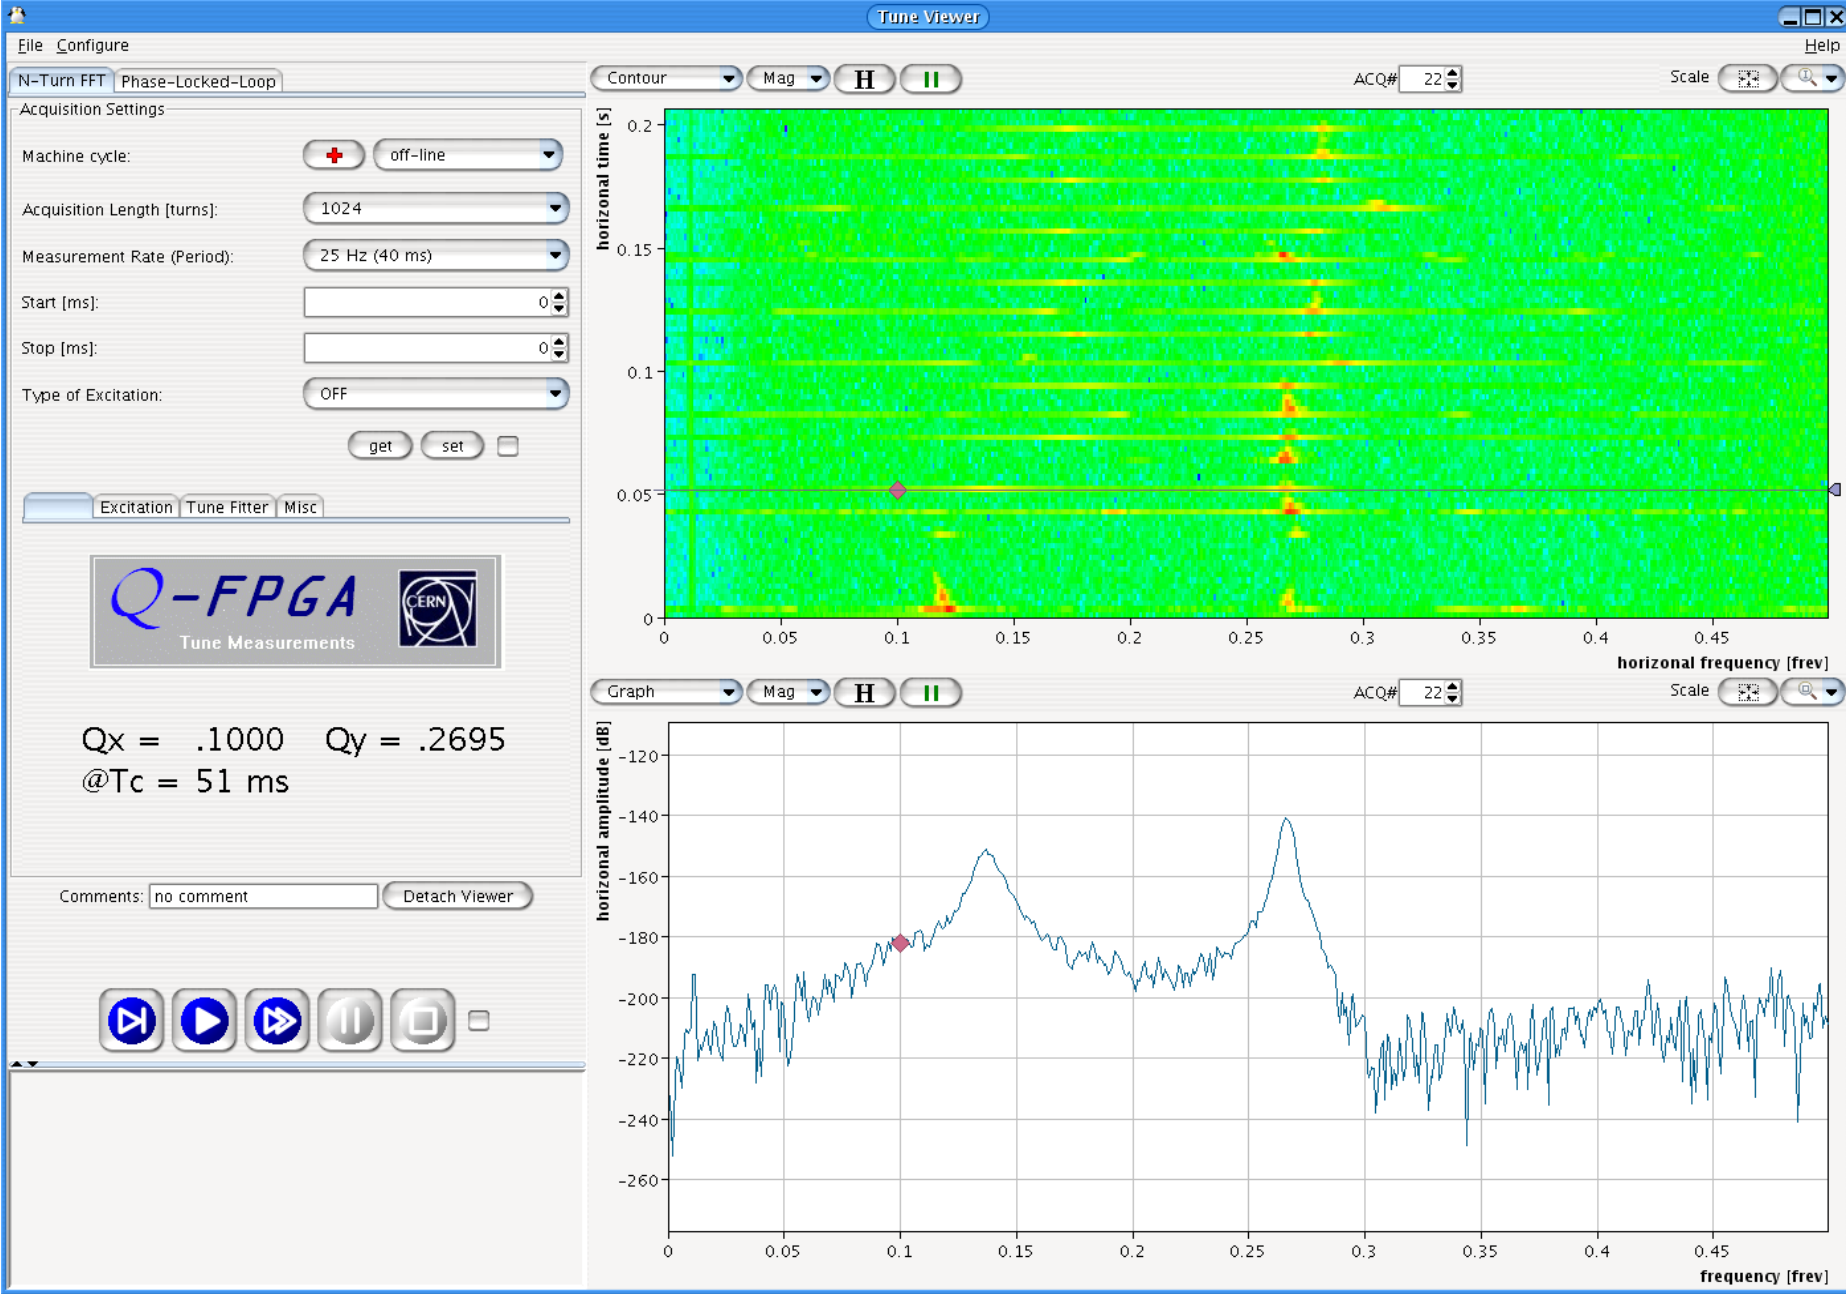 Tune Viewer
File Configure Help
N-Turn FFT Phase-Locked-Loop
Acquisition Settings
Machine cycle: off-line
Acquisition Length [turns]: 1024
Measurement Rate (Period): 25 Hz (40 ms)
Start [ms]: 0
Stop [ms]: 0
Type of Excitation: OFF
get set
Excitation Tune Fitter Misc
Q-FPGA CERN
Tune Measurements
Qx = .1000 Qy = .2695
@Tc = 51 ms
Comments: no comment Detach Viewer
Contour Mag H ACQ# 22 Scale
horizonal time [s]
0.2
0.15
0.1
0.05
0
0 0.05 0.1 0.15 0.2 0.25 0.3 0.35 0.4 0.45
horizonal frequency [frev]
Graph Mag H ACQ# 22 Scale
horizonal amplitude [dB]
-120
-140
-160
-180
-200
-220
-240
-260
0 0.05 0.1 0.15 0.2 0.25 0.3 0.35 0.4 0.45
frequency [frev]